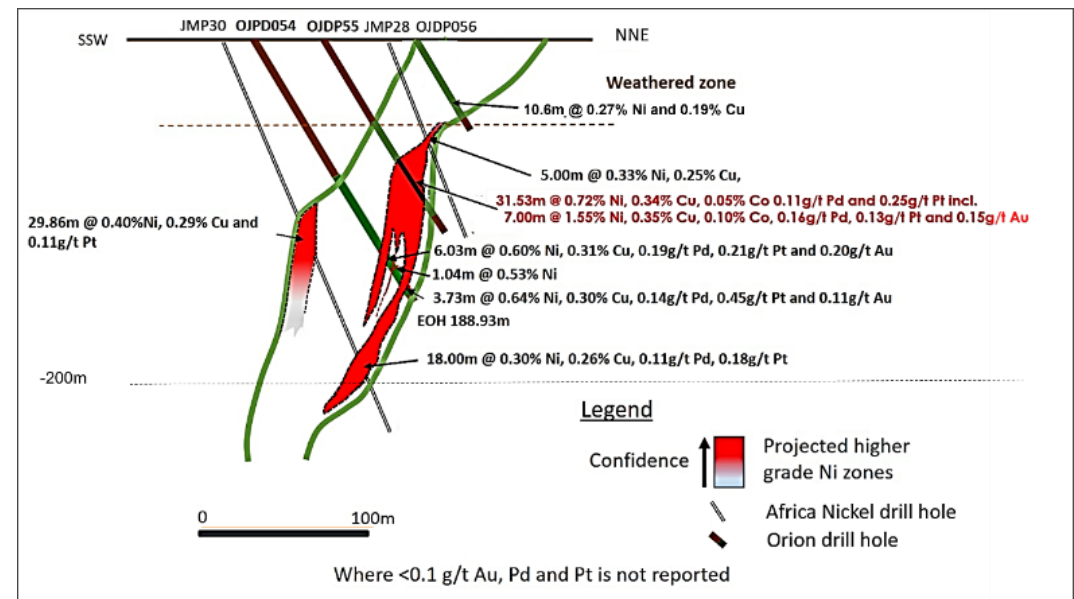 JMP30 OJPD054 OJDP55 JMP28 OJDP056
SSW
NNE
Weathered zone
10.6m @ 0.27% Ni and 0.19% Cu
5.00m @ 0.33% Ni, 0.25% Cu,
31.53m @ 0.72% Ni, 0.34% Cu, 0.05% Co 0.11g/t Pd and 0.25g/t Pt incl.
7.00m @ 1.55% Ni, 0.35% Cu, 0.10% Co, 0.16g/t Pd, 0.13g/t Pt and 0.15g/t Au
29.86m @ 0.40%Ni, 0.29% Cu and
0.11g/t Pt
6.03m @ 0.60% Ni, 0.31% Cu, 0.19g/t Pd, 0.21g/t Pt and 0.20g/t Au
1.04m @ 0.53% Ni
3.73m @ 0.64% Ni, 0.30% Cu, 0.14g/t Pd, 0.45g/t Pt and 0.11g/t Au
EOH 188.93m
18.00m @ 0.30% Ni, 0.26% Cu, 0.11g/t Pd, 0.18g/t Pt
-200m
Legend
Confidence
Projected higher
grade Ni zones
Africa Nickel drill hole
Orion drill hole
0 100m
Where <0.1 g/t Au, Pd and Pt is not reported